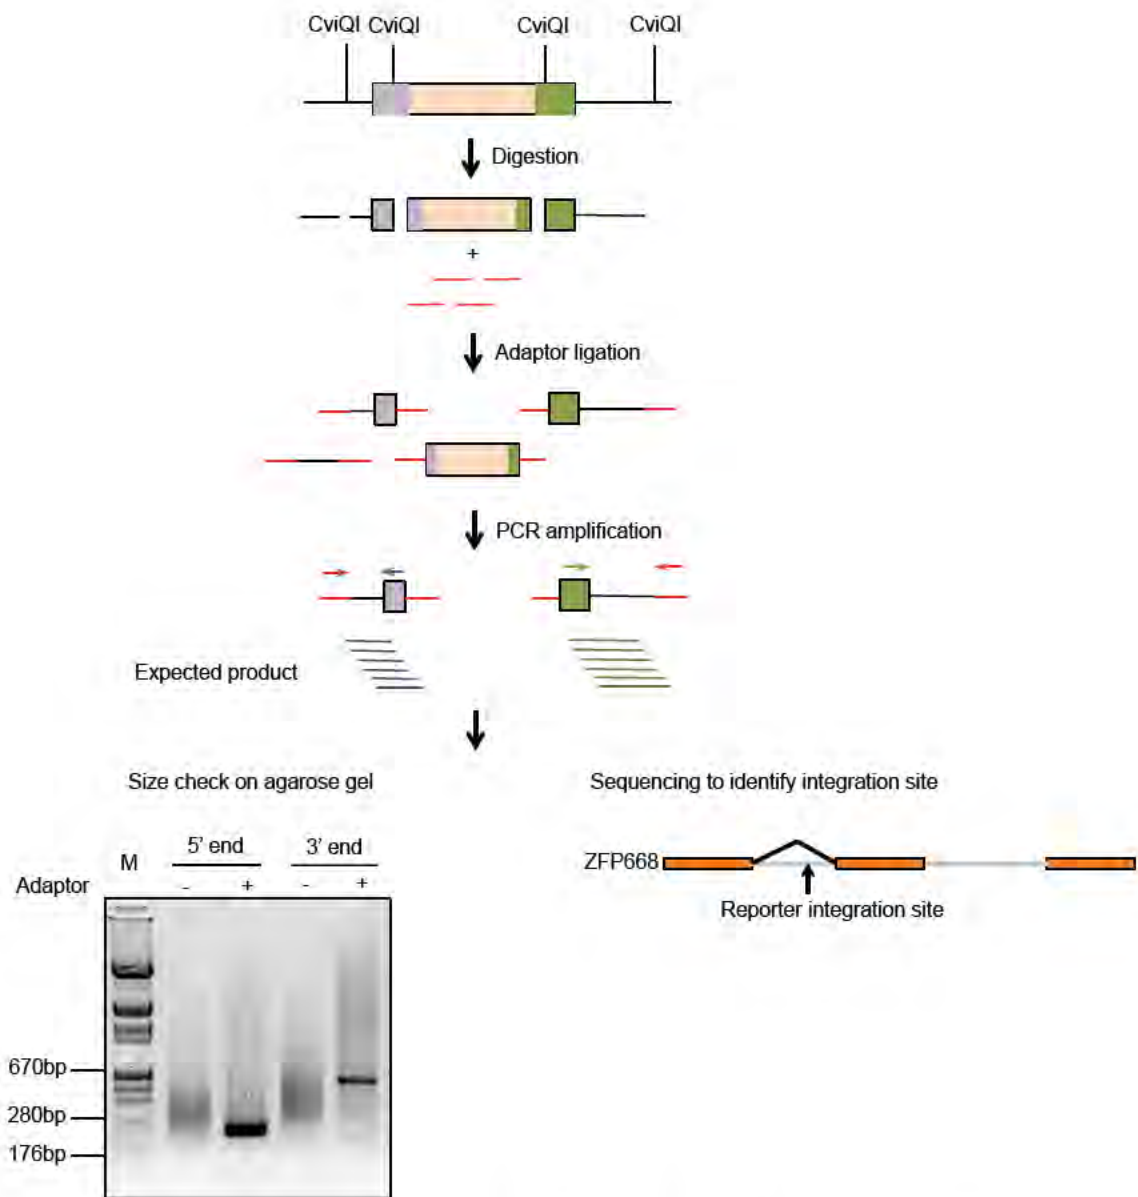 CviQI CviQI CviQI CviQI
Digestion
+
Adaptor ligation
PCR amplification
Expected product
Size check on agarose gel
5' end 3' end
M
Adaptor - + - +
670bp
280bp
176bp
Sequencing to identify integration site
ZFP668
Reporter integration site